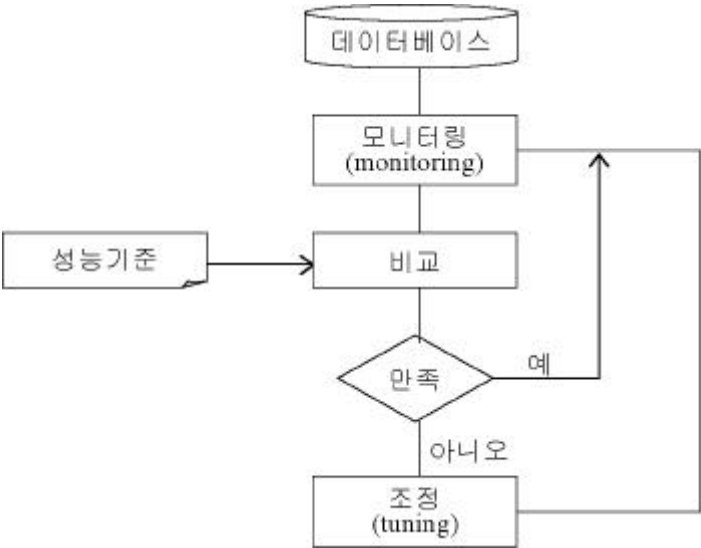 데이터베이스
모니터링
(monitoring)
성능기준
비교
만족
예
아니오
조정
(tuning)